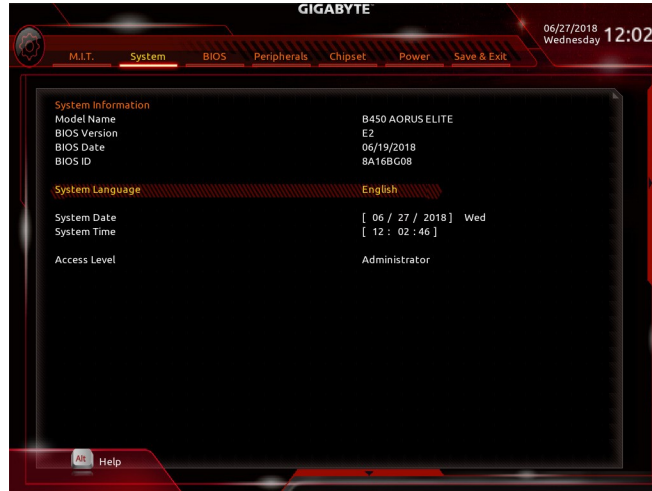 GIGABYTE
06/27/2018
Wednesday
12:02
M.I.T. System BIOS Peripherals Chipset Power Save & Exit
System Information
Model Name B450 AORUS ELITE
BIOS Version E2
BIOS Date 06/19/2018
BIOS ID 8A16BG08
System Language English
System Date [ 06 / 27 / 2018 ] Wed
System Time [ 12 : 02 : 46 ]
Access Level Administrator
Alt Help